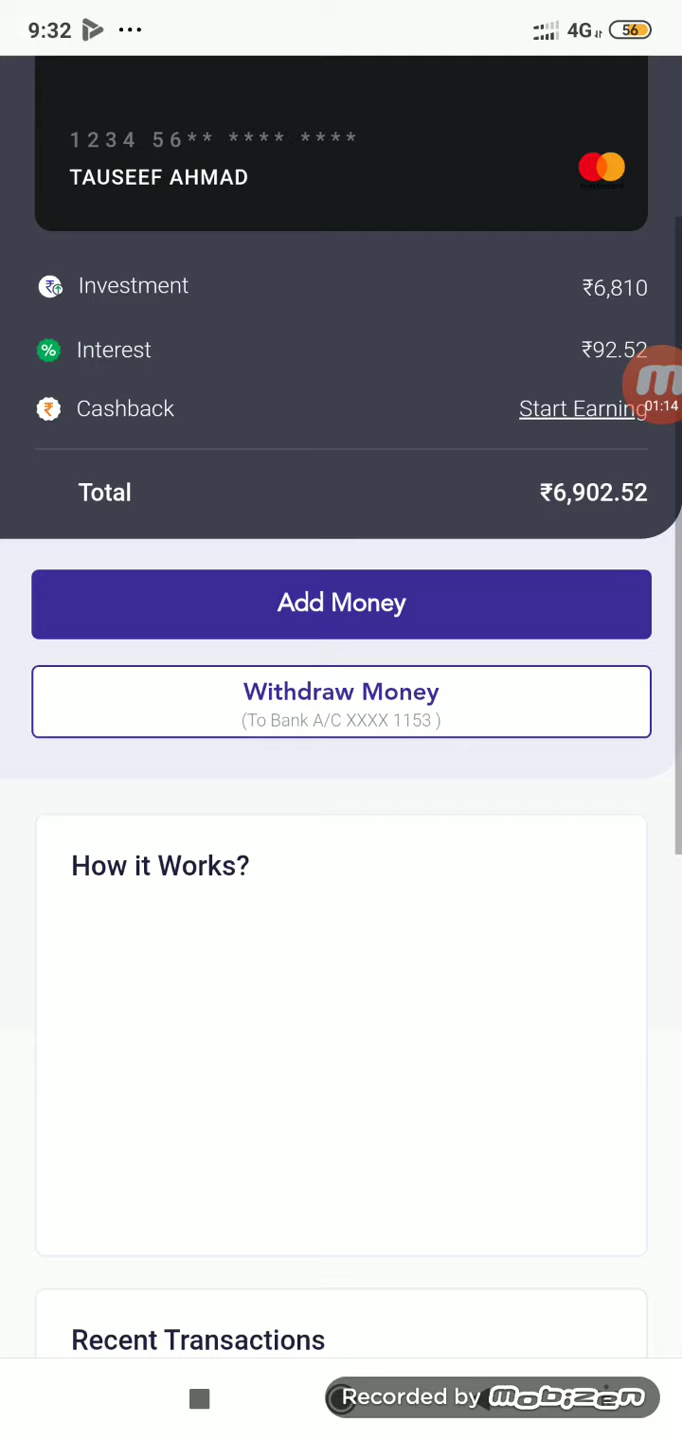 9:32
4G
56
1234 56** **** ****
TAUSEEF AHMAD
Investment ₹6,810
Interest ₹92.52
01:14
Cashback Start Earning
Total ₹6,902.52
Add Money
Withdraw Money
(To Bank A/C XXXX 1153 )
How it Works?
Recent Transactions
Recorded by mobizen